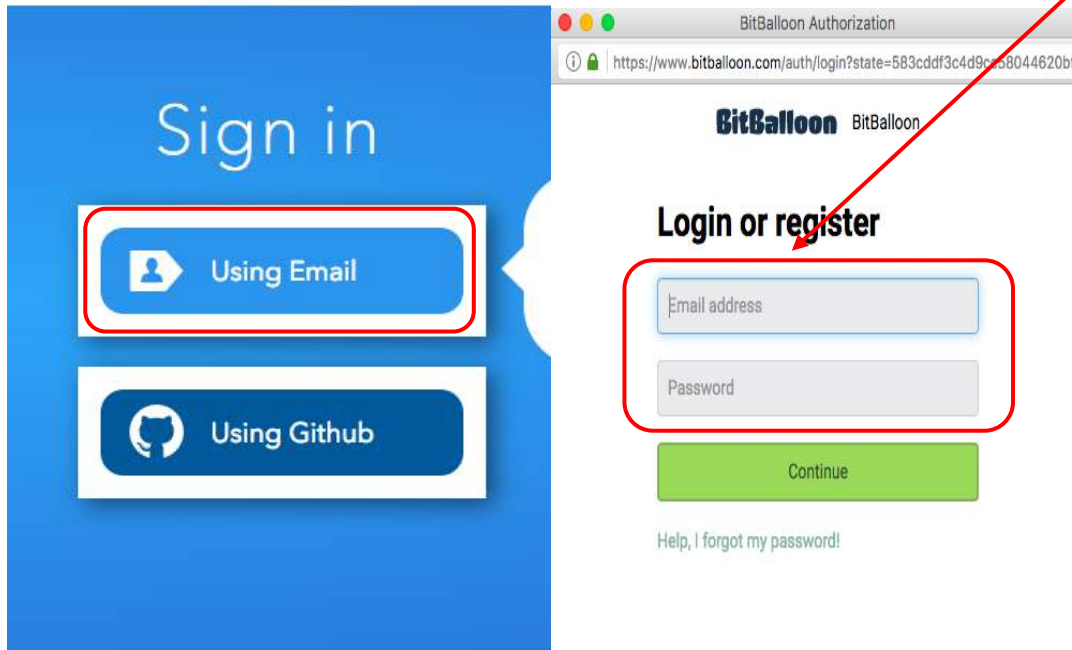 Sign in
Using Email
Using Github
BitBalloon Authorization
https://www.bitballoon.com/auth/login?state=583cddf3c4d9ce58044620b
BitBalloon BitBalloon
Login or register
Email address
Password
Continue
Help, I forgot my password!